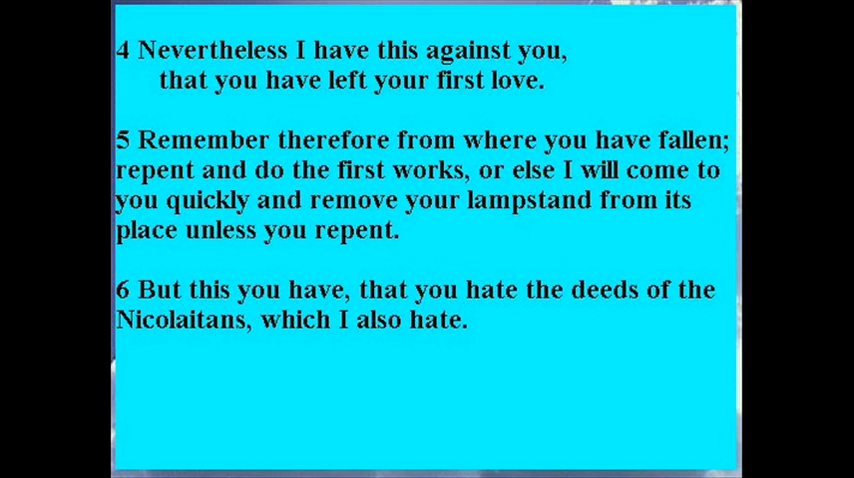 4 Nevertheless I have this against you,
that you have left your first love.
5 Remember therefore from where you have fallen;
repent and do the first works, or else I will come to
you quickly and remove your lampstand from its
place unless you repent.
6 But this you have, that you hate the deeds of the
Nicolaitans, which I also hate.